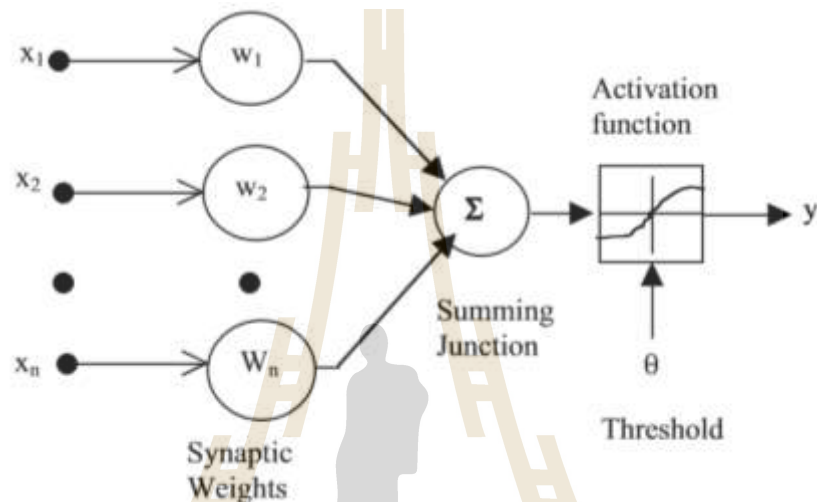 x1
w1
Activation
function
x2
w2
Σ
y
Summing
Junction
xn
Wn
θ
Threshold
Synaptic
Weights